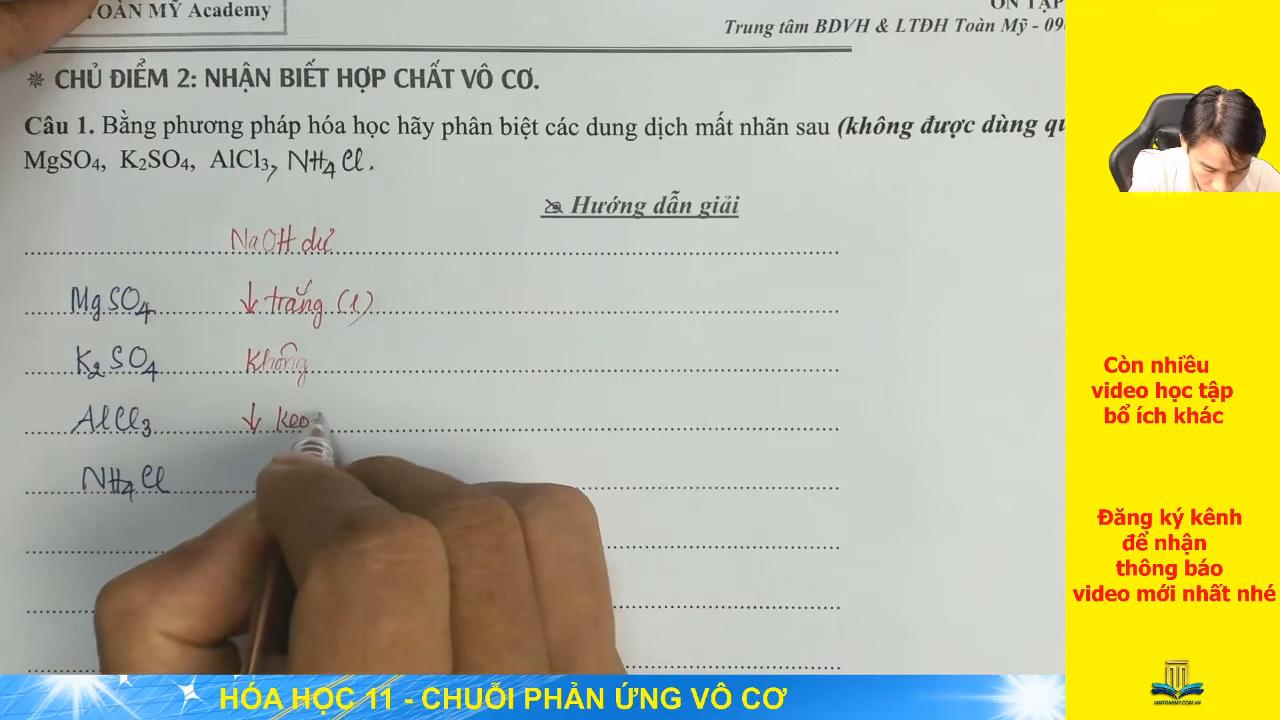 TOÀN MỸ Academy
ÔN TẬP
Trung tâm BDVH & LTĐH Toàn Mỹ - 09
CHỦ ĐIỂM 2: NHẬN BIẾT HỢP CHẤT VÔ CƠ.
Câu 1. Bằng phương pháp hóa học hãy phân biệt các dung dịch mất nhãn sau (không được dùng qu
MgSO4, K2SO4, AlCl3, NH4Cl.
Hướng dẫn giải
NaOH dư
MgSO4 ↓ trắng (1)
K2SO4 Không
AlCl3 ↓ keo
NH4Cl
Còn nhiều
video học tập
bổ ích khác
Đăng ký kênh
để nhận
thông báo
video mới nhất nhé
HÓA HỌC 11 - CHUỖI PHẢN ỨNG VÔ CƠ